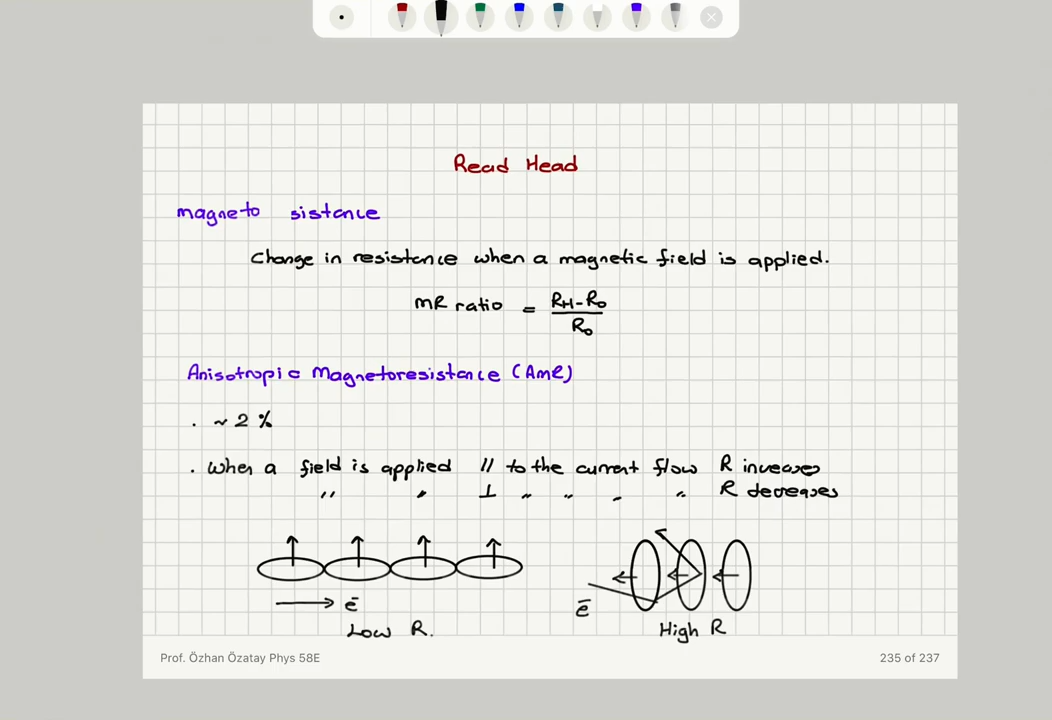 Read Head
magneto sistance
Change in resistance when a magnetic field is applied.
MR ratio = (RH-Ro)/Ro
Anisotropic Magnetoresistance (AMR)
. ~ 2 %
. When a field is applied // to the current flow R increases
" " ⊥ " " " " R decreases
ē
ē
Low R.
High R
Prof. Özhan Özatay Phys 58E
235 of 237